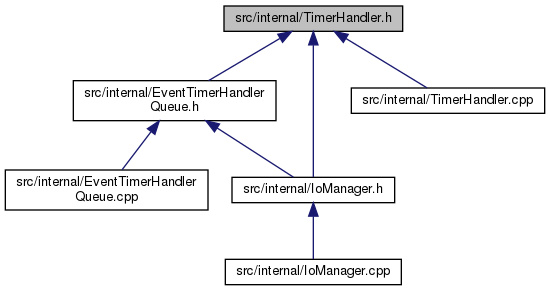 src/internal/TimerHandler.h
src/internal/EventTimerHandler
Queue.h
src/internal/TimerHandler.cpp
src/internal/EventTimerHandler
Queue.cpp
src/internal/IoManager.h
src/internal/IoManager.cpp